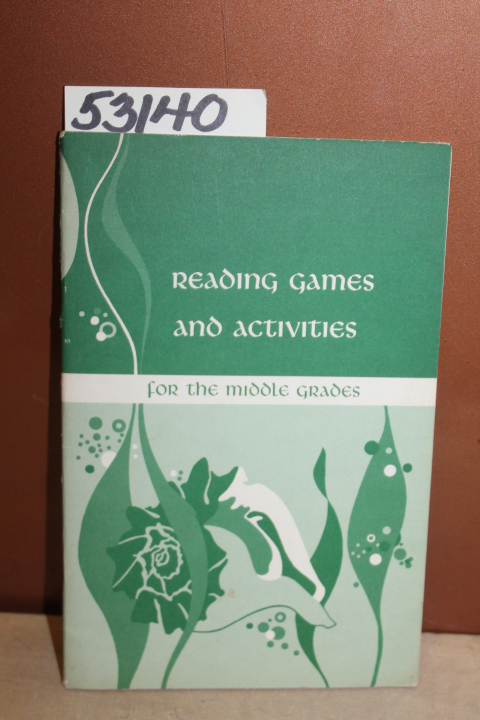 53140
Reading Games
and Activities
for the Middle Grades